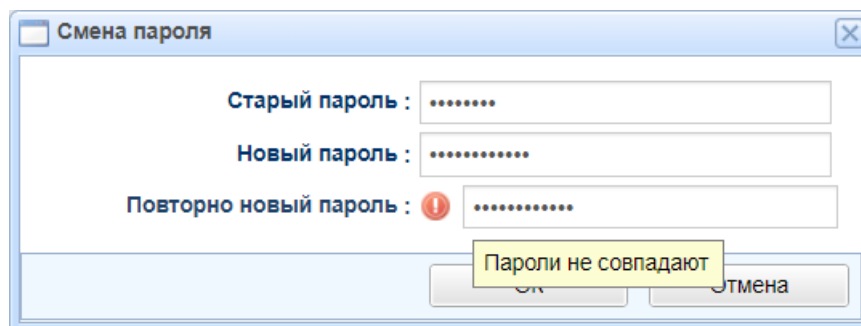 Смена пароля
Старый пароль : ••••••••
Новый пароль : ••••••••••••
Повторно новый пароль : ••••••••••••
Пароли не совпадают
Отмена